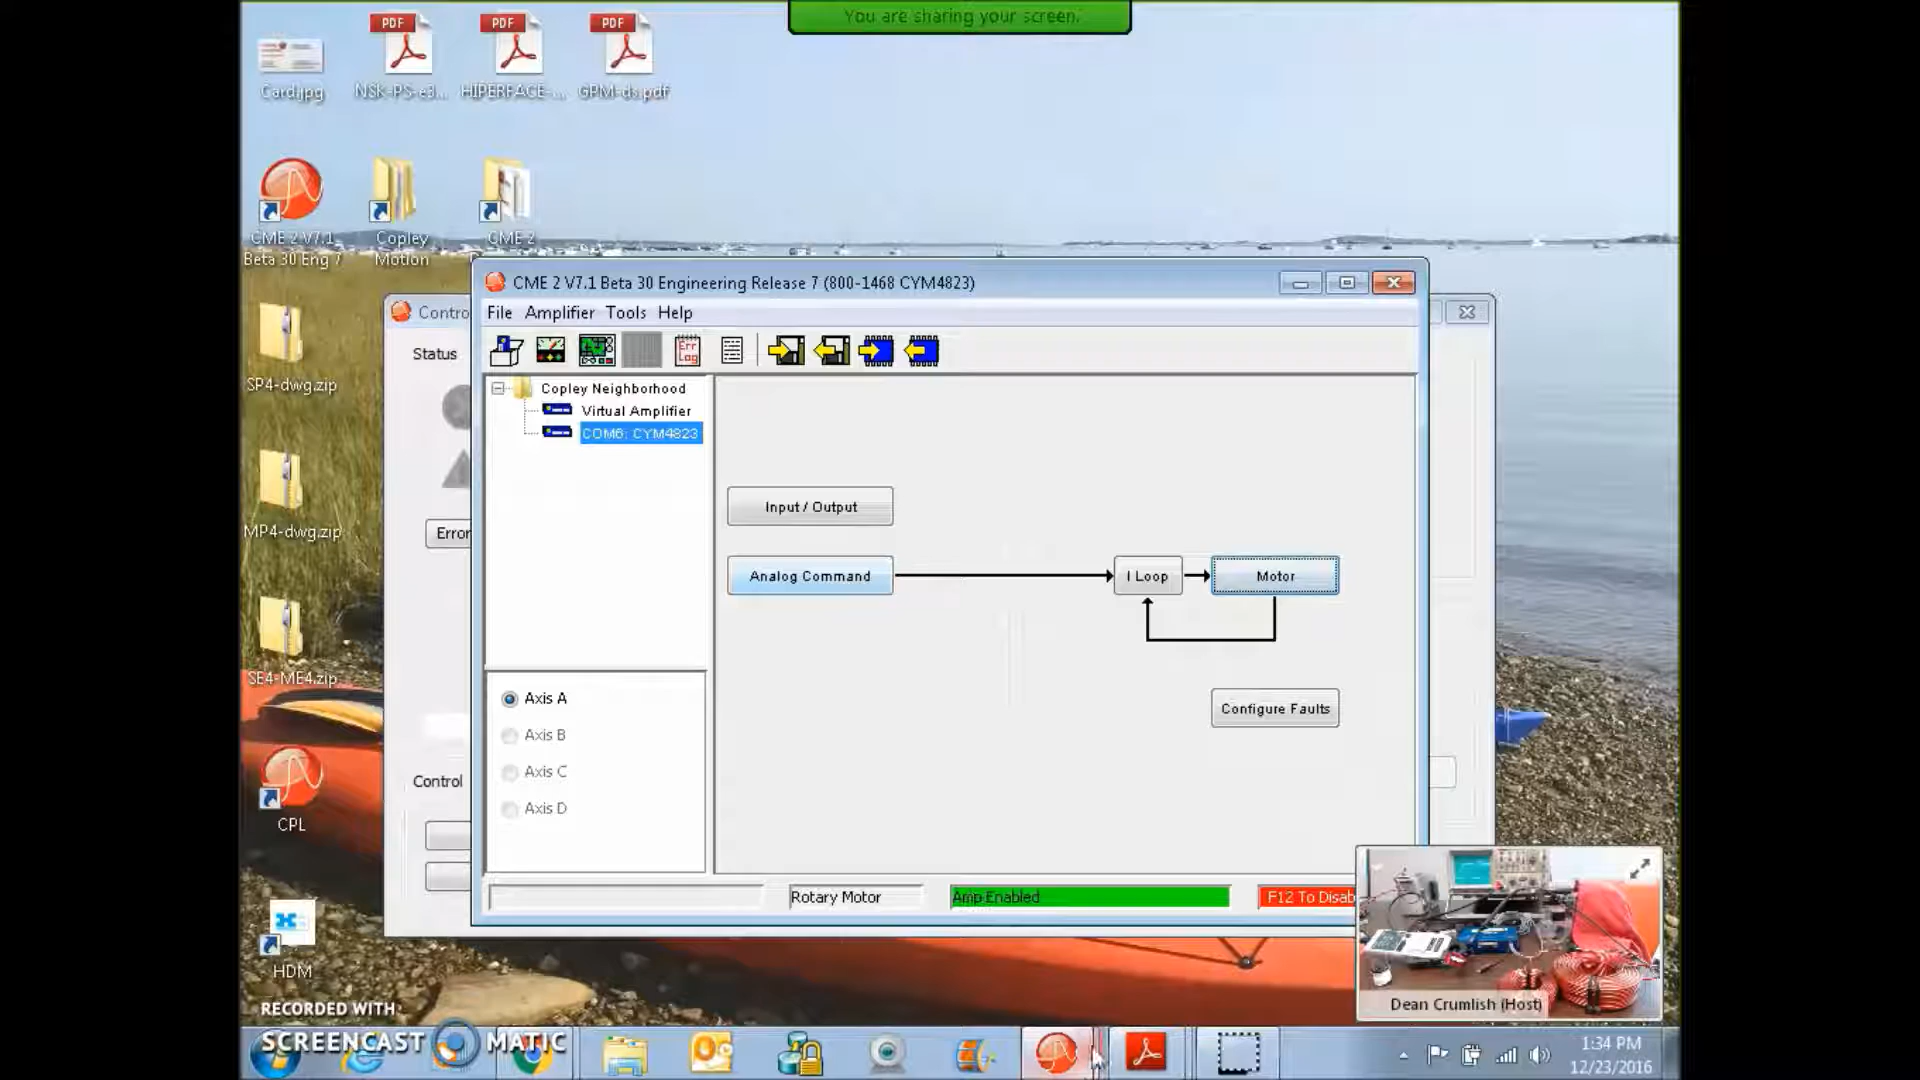 You are sharing your screen.
PDF
PDF
PDF
Card.jpg
NSK-PS-e3...
HIPERFACE-...
GPM-ds.pdf
CME 2 V7.1
Beta 30 Eng 7
Copley
Motion
CME 2
SP4-dwg.zip
MP4-dwg.zip
SE4-ME4.zip
CPL
HDM
Contro
Status
Error
Control
CME 2 V7.1 Beta 30 Engineering Release 7 (800-1468 CYM4823)
File Amplifier Tools Help
Err
Log
Copley Neighborhood
Virtual Amplifier
COM6: CYM4823
Input / Output
Analog Command
I Loop
Motor
Configure Faults
Axis A
Axis B
Axis C
Axis D
Rotary Motor
Amp Enabled
F12 To Disab
Dean Crumlish (Host)
RECORDED WITH
SCREENCAST MATIC
1:34 PM
12/23/2016